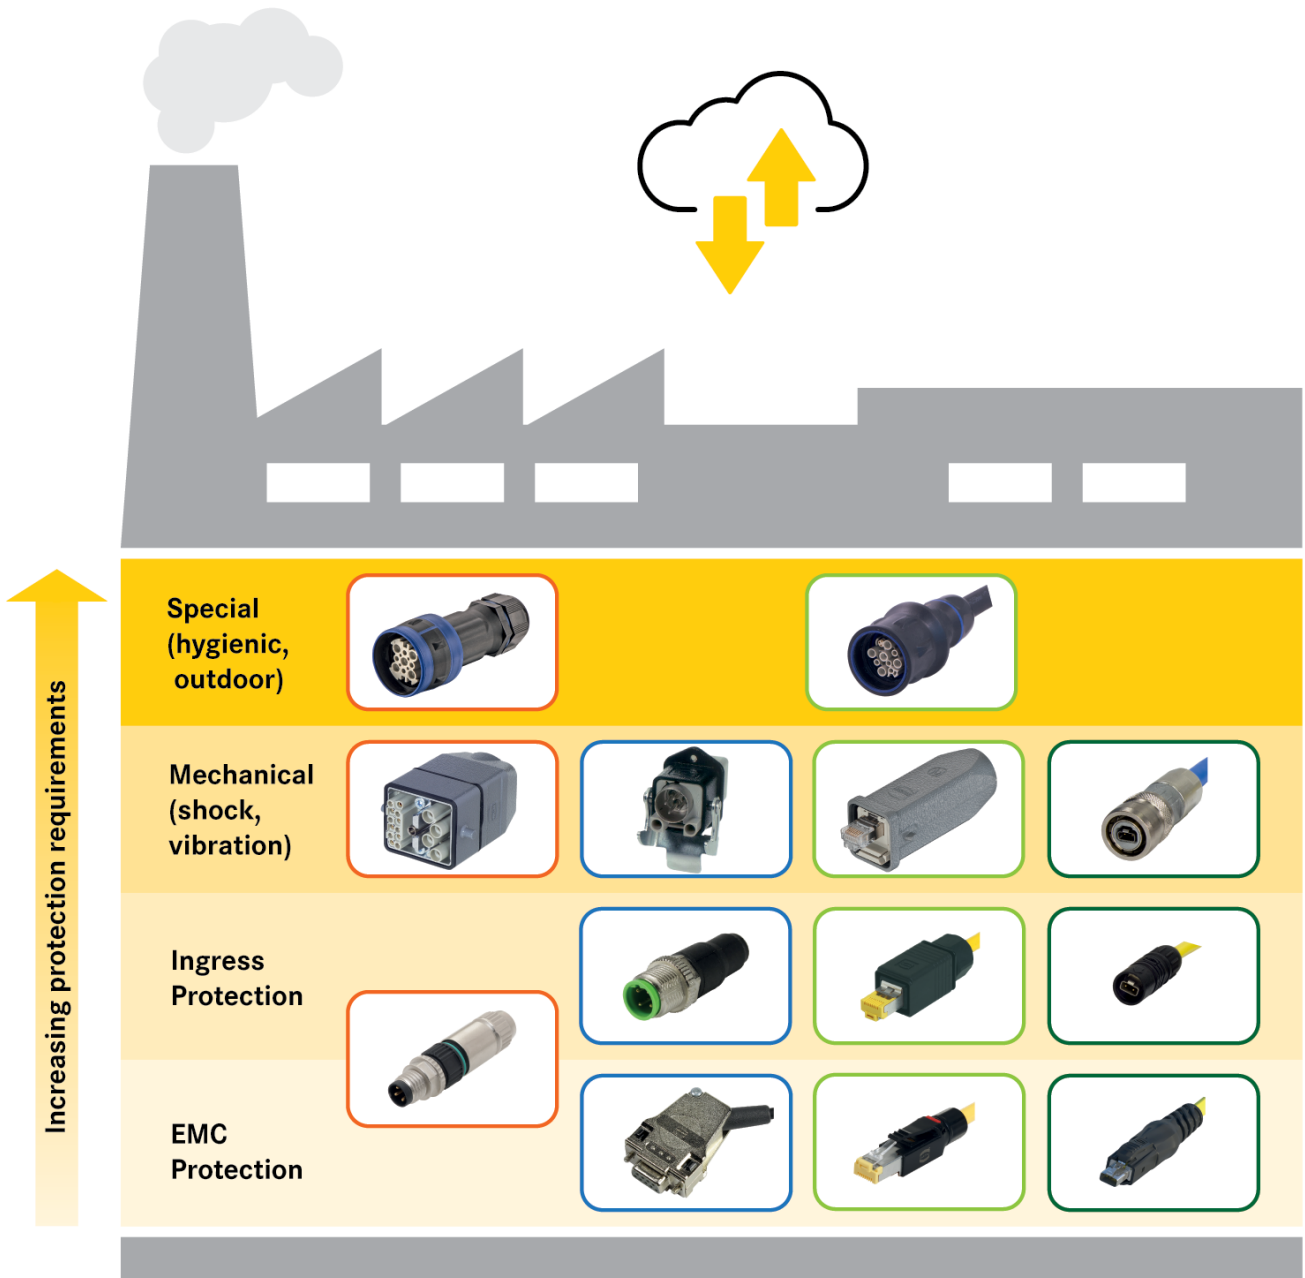 Increasing protection requirements
Special
(hygienic,
outdoor)
Mechanical
(shock,
vibration)
Ingress
Protection
EMC
Protection